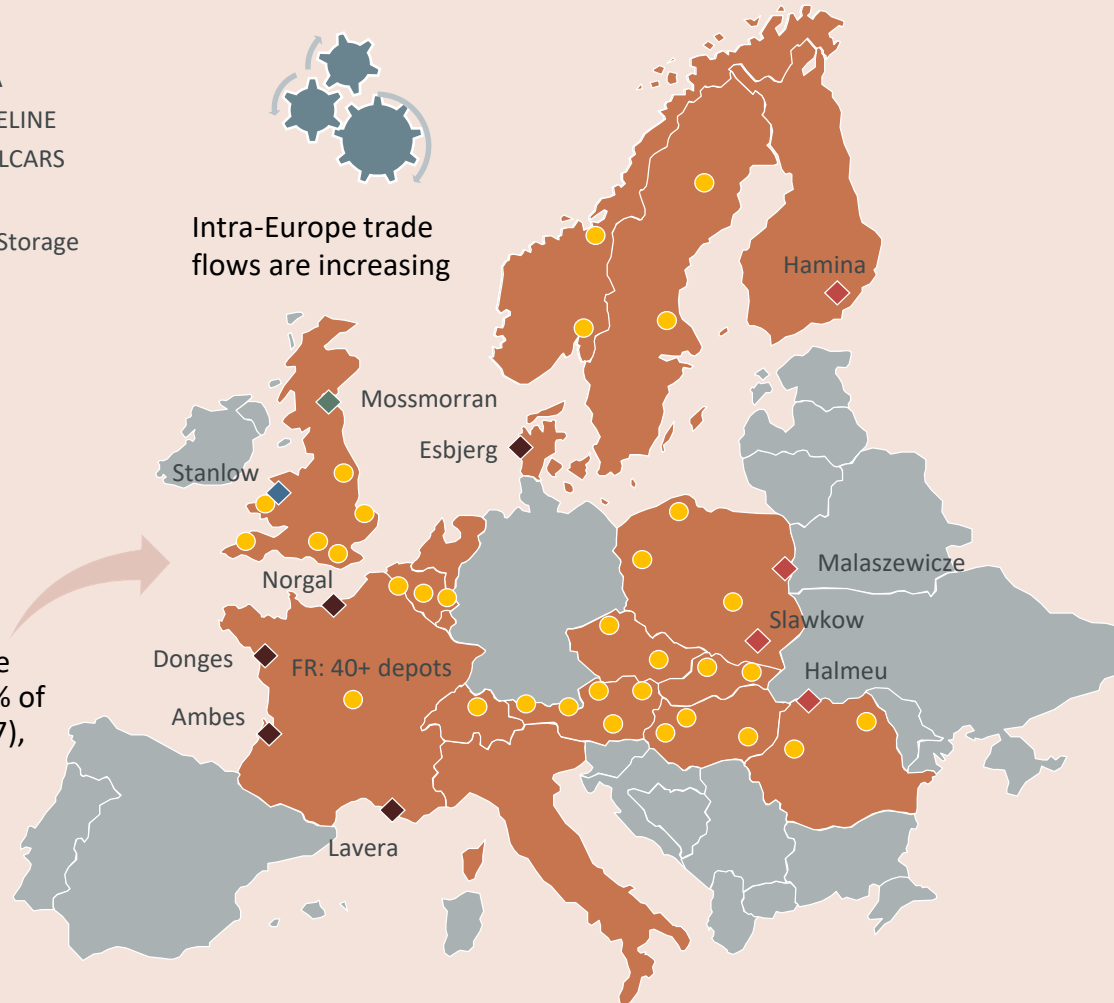 A
ELINE
LCARS
Storage
Intra-Europe trade
flows are increasing
Hamina
Mossmorran
Esbjerg
Stanlow
Malaszewicze
Norgal
Slawkow
Donges
FR: 40+ depots
Halmeu
e
% of
Ambes
7),
Lavera